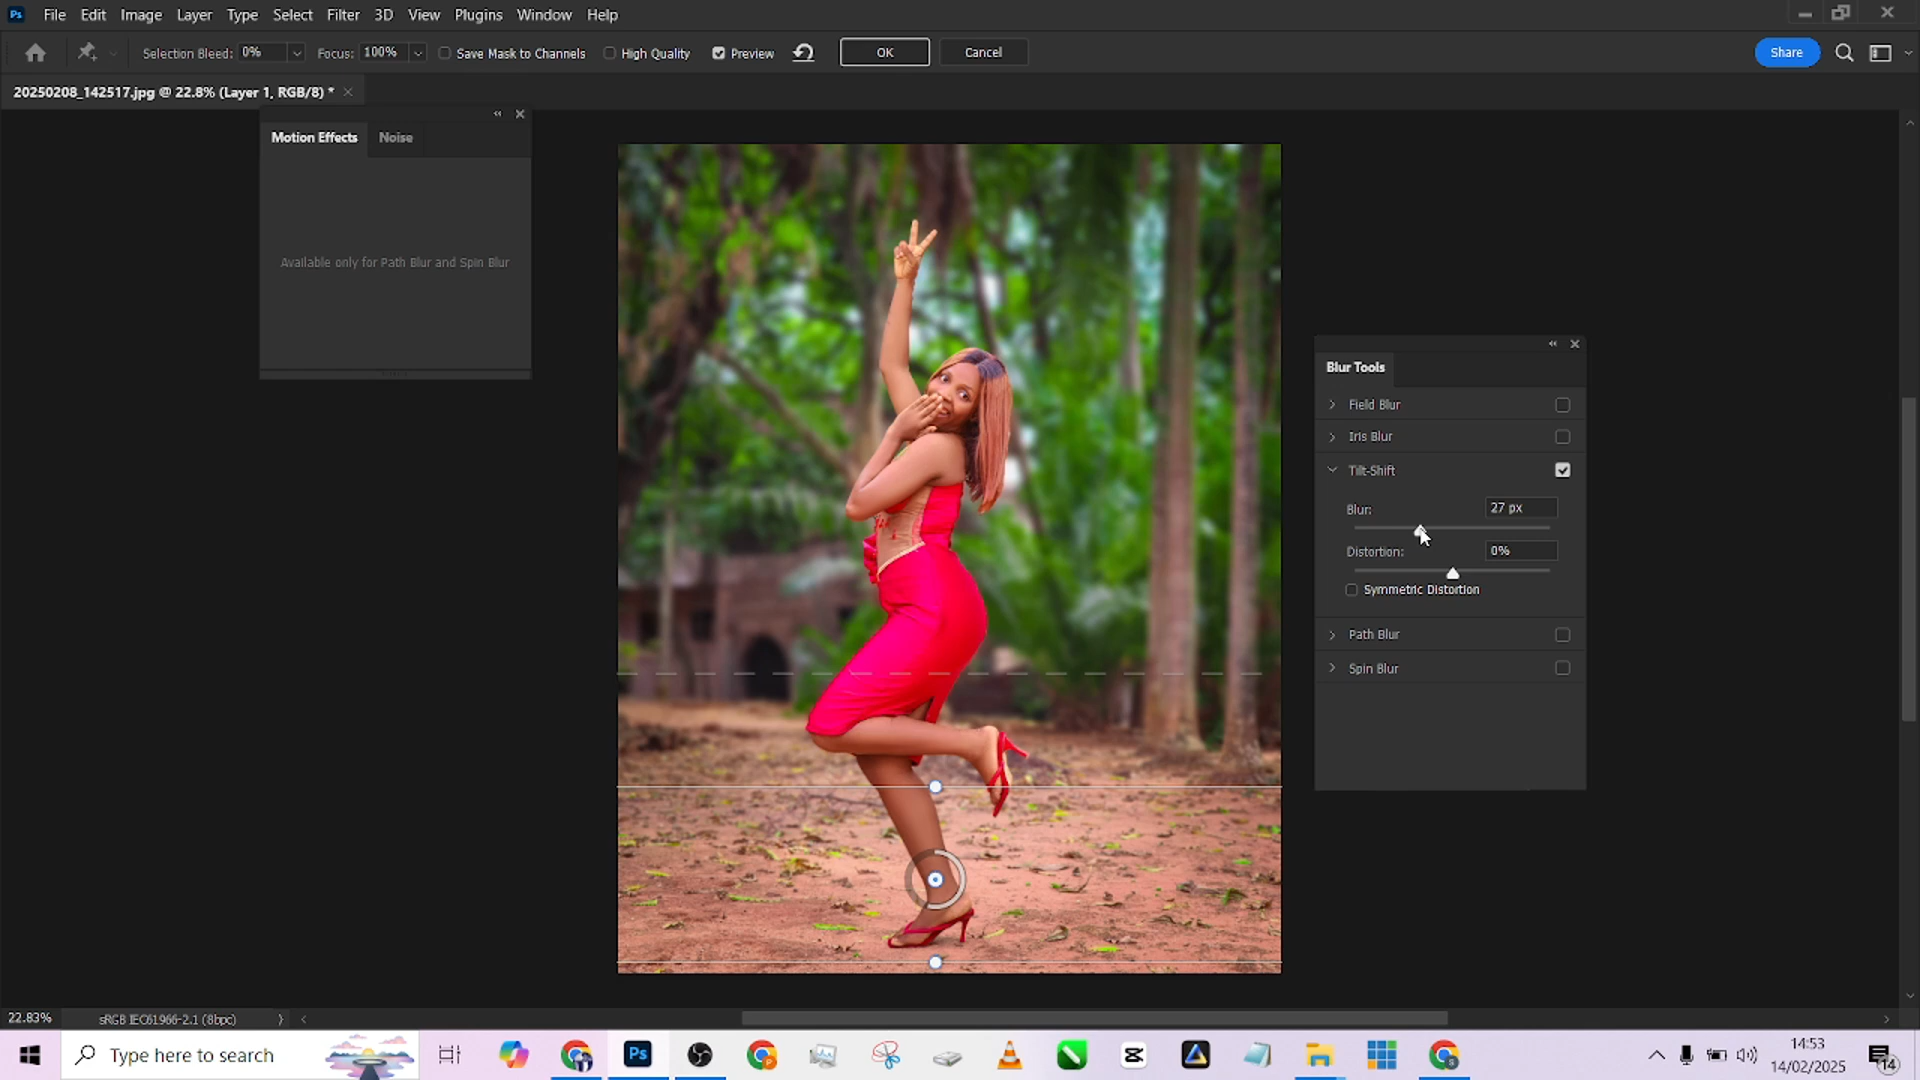 Ps File Edit Image Layer Type Select Filter 3D View Plugins Window Help
Selection Bleed: 0% Focus: 100% Save Mask to Channels High Quality Preview OK Cancel Share
20250208_142517.jpg @ 22.8% (Layer 1, RGB/8) *
Motion Effects Noise
Available only for Path Blur and Spin Blur
Blur Tools
Field Blur
Iris Blur
Tilt-Shift
Blur: 27 px
Distortion: 0%
Symmetric Distortion
Path Blur
Spin Blur
22.83% sRGB IEC61966-2.1 (8bpc)
Type here to search
Ps
14:53
14/02/2025
14